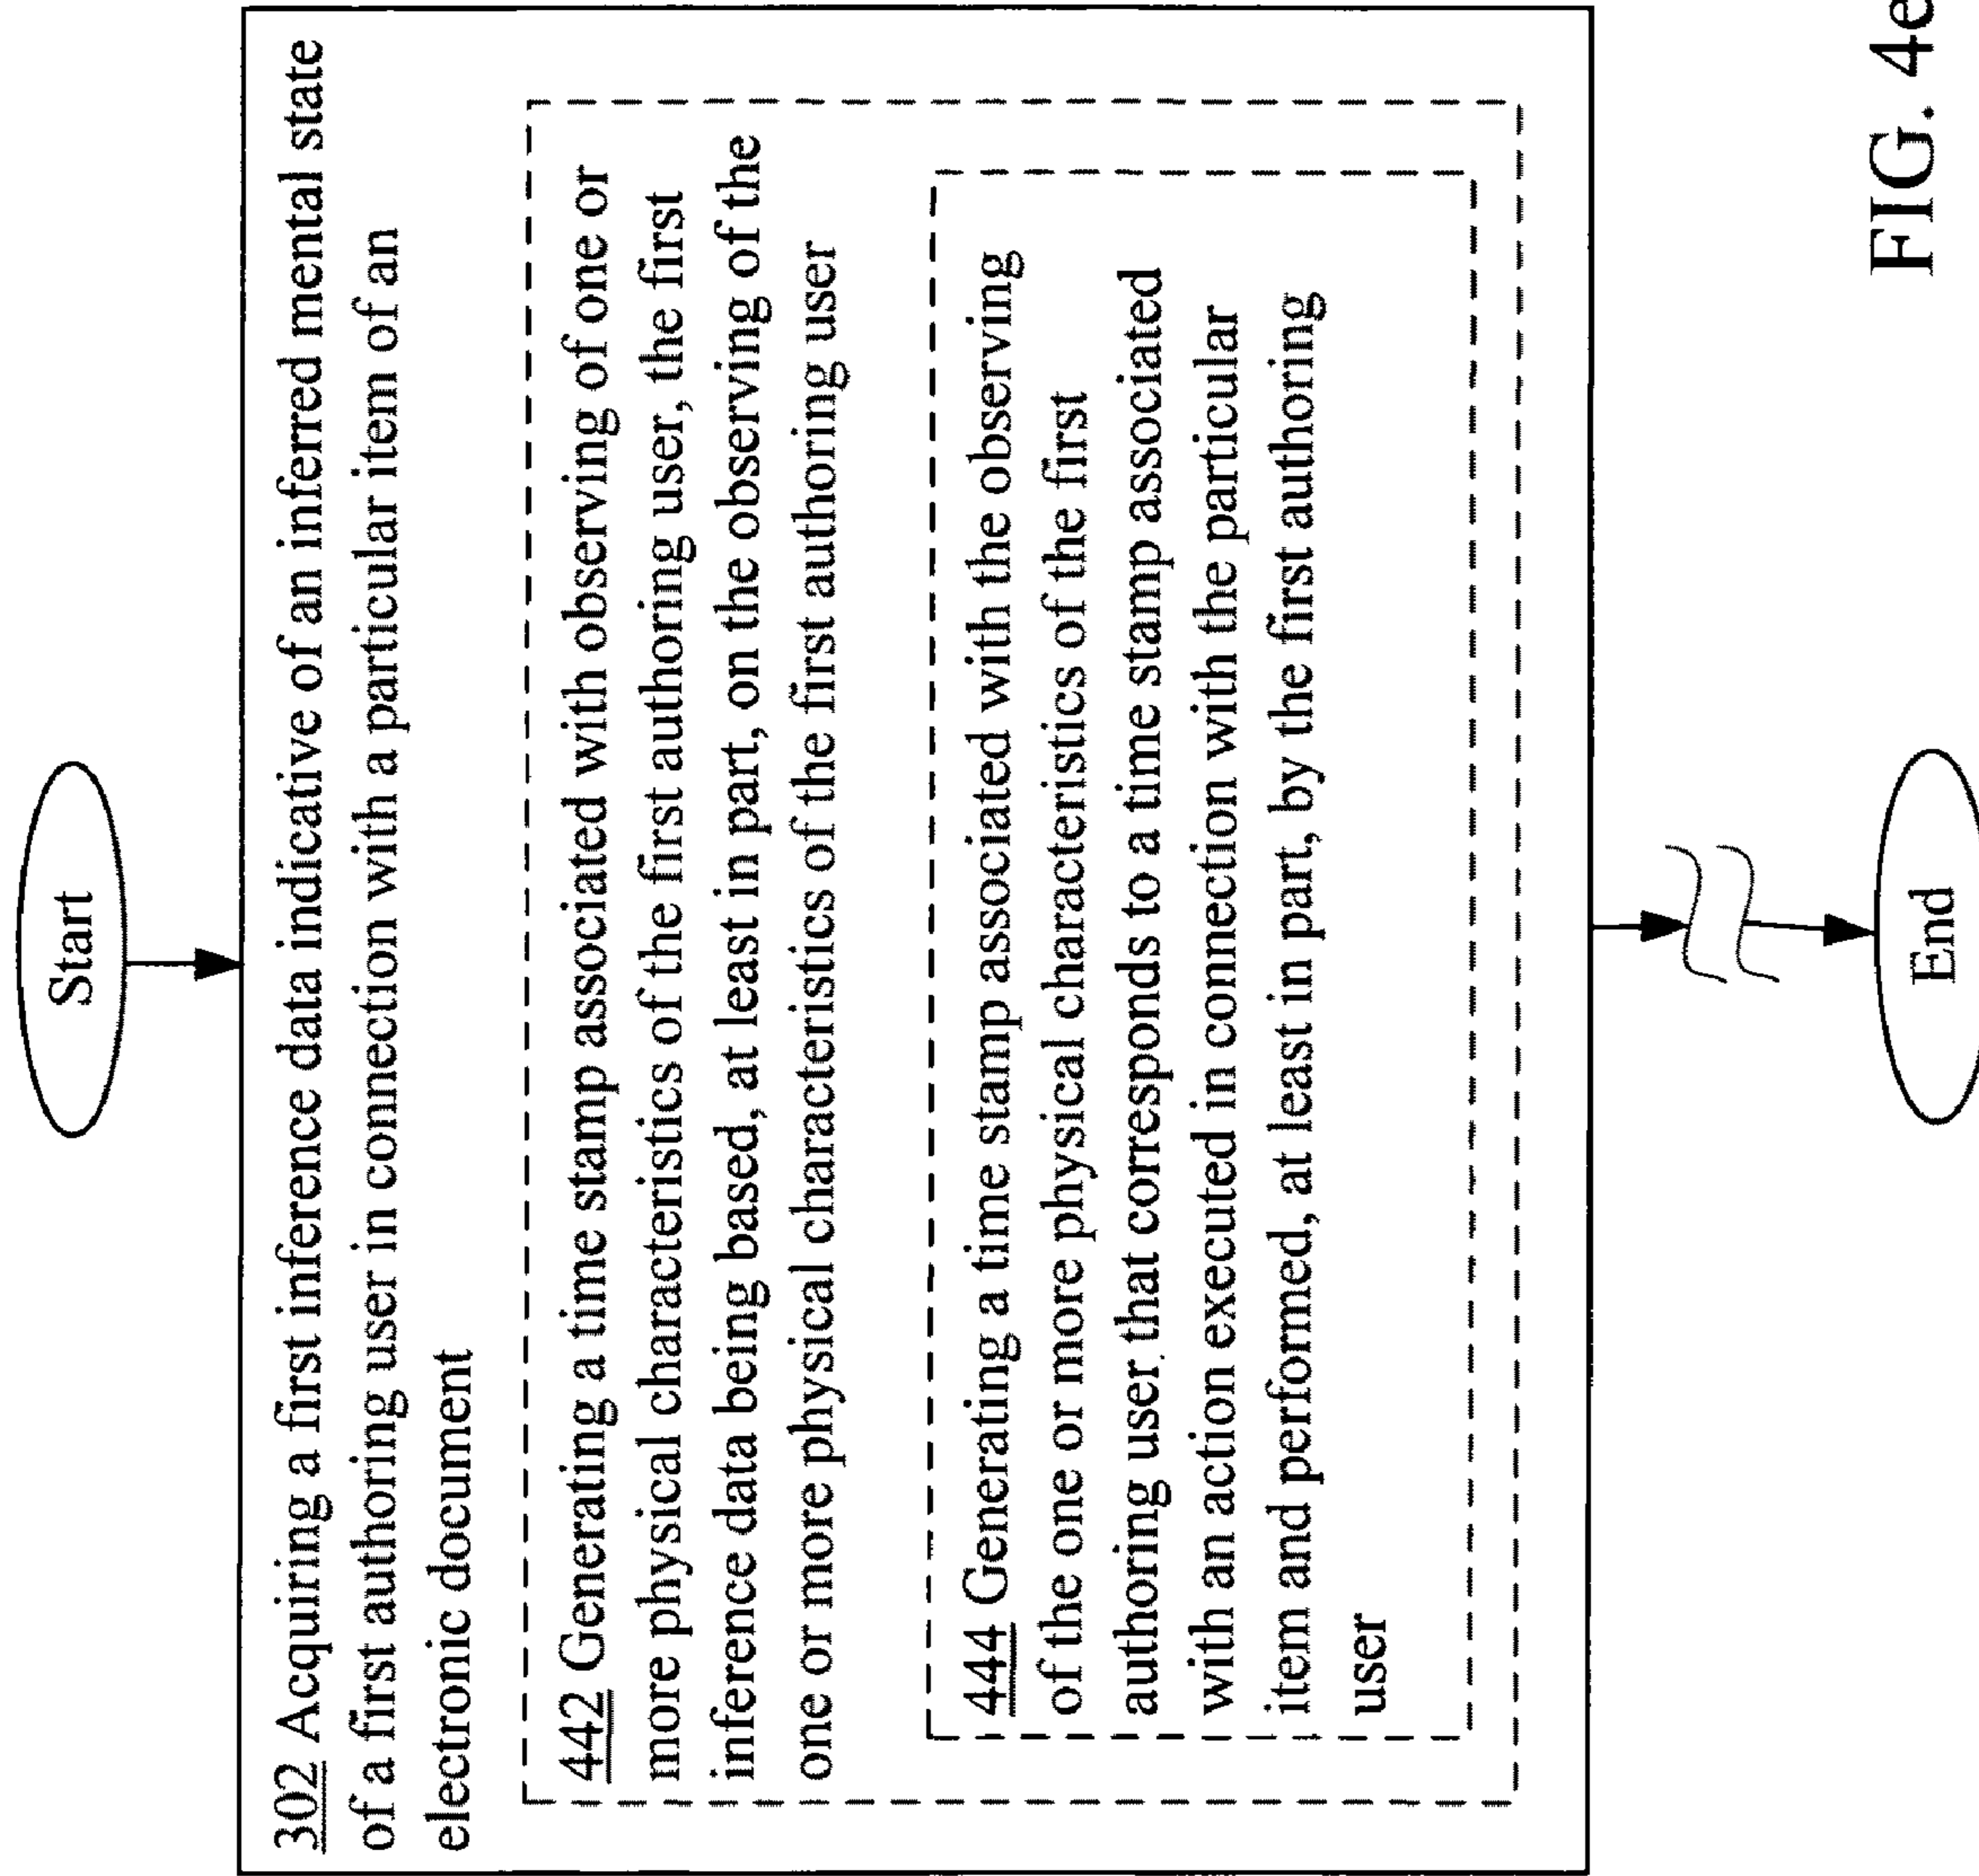 Start
302 Acquiring a first inference data indicative of an inferred mental state
of a first authoring user in connection with a particular item of an
electronic document
442 Generating a time stamp associated with observing of one or
more physical characteristics of the first authoring user, the first
inference data being based, at least in part, on the observing of the
one or more physical characteristics of the first authoring user
444 Generating a time stamp associated with the observing
of the one or more physical characteristics of the first
authoring user that corresponds to a time stamp associated
with an action executed in connection with the particular
item and performed, at least in part, by the first authoring
user
End
FIG. 4e